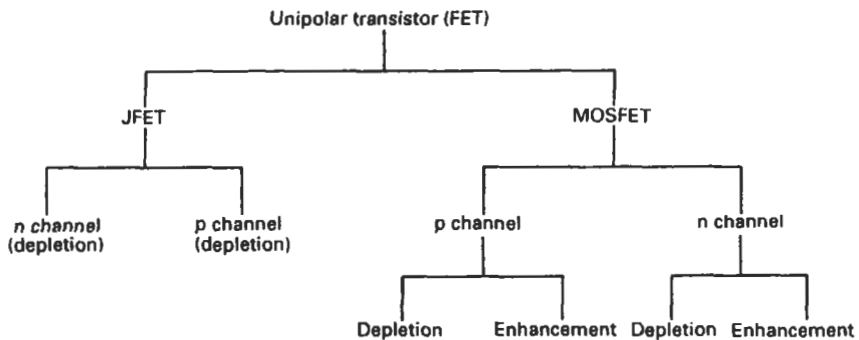 Unipolar transistor (FET)
JFET
MOSFET
n channel
(depletion)
p channel
(depletion)
p channel
n channel
Depletion
Enhancement
Depletion
Enhancement